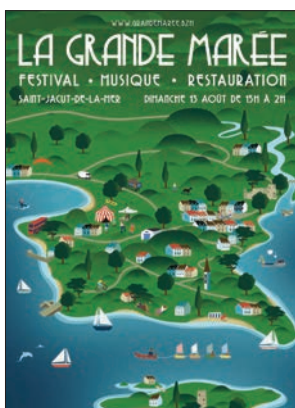 WWW.GRANDEMAREE.BZH
LA GRANDE MARÉE
FESTIVAL • MUSIQUE • RESTAURATION
SAINT-JACUT-DE-LA-MER DIMANCHE 13 AOÛT DE 15H À 2H